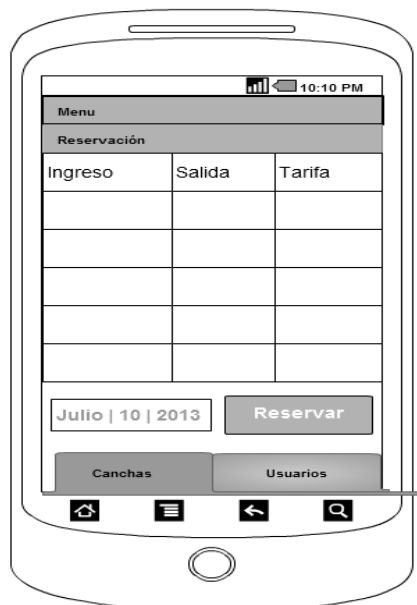 10:10 PM
Menu
Reservación
Ingreso Salida Tarifa
Julio | 10 | 2013 Reservar
Canchas Usuarios